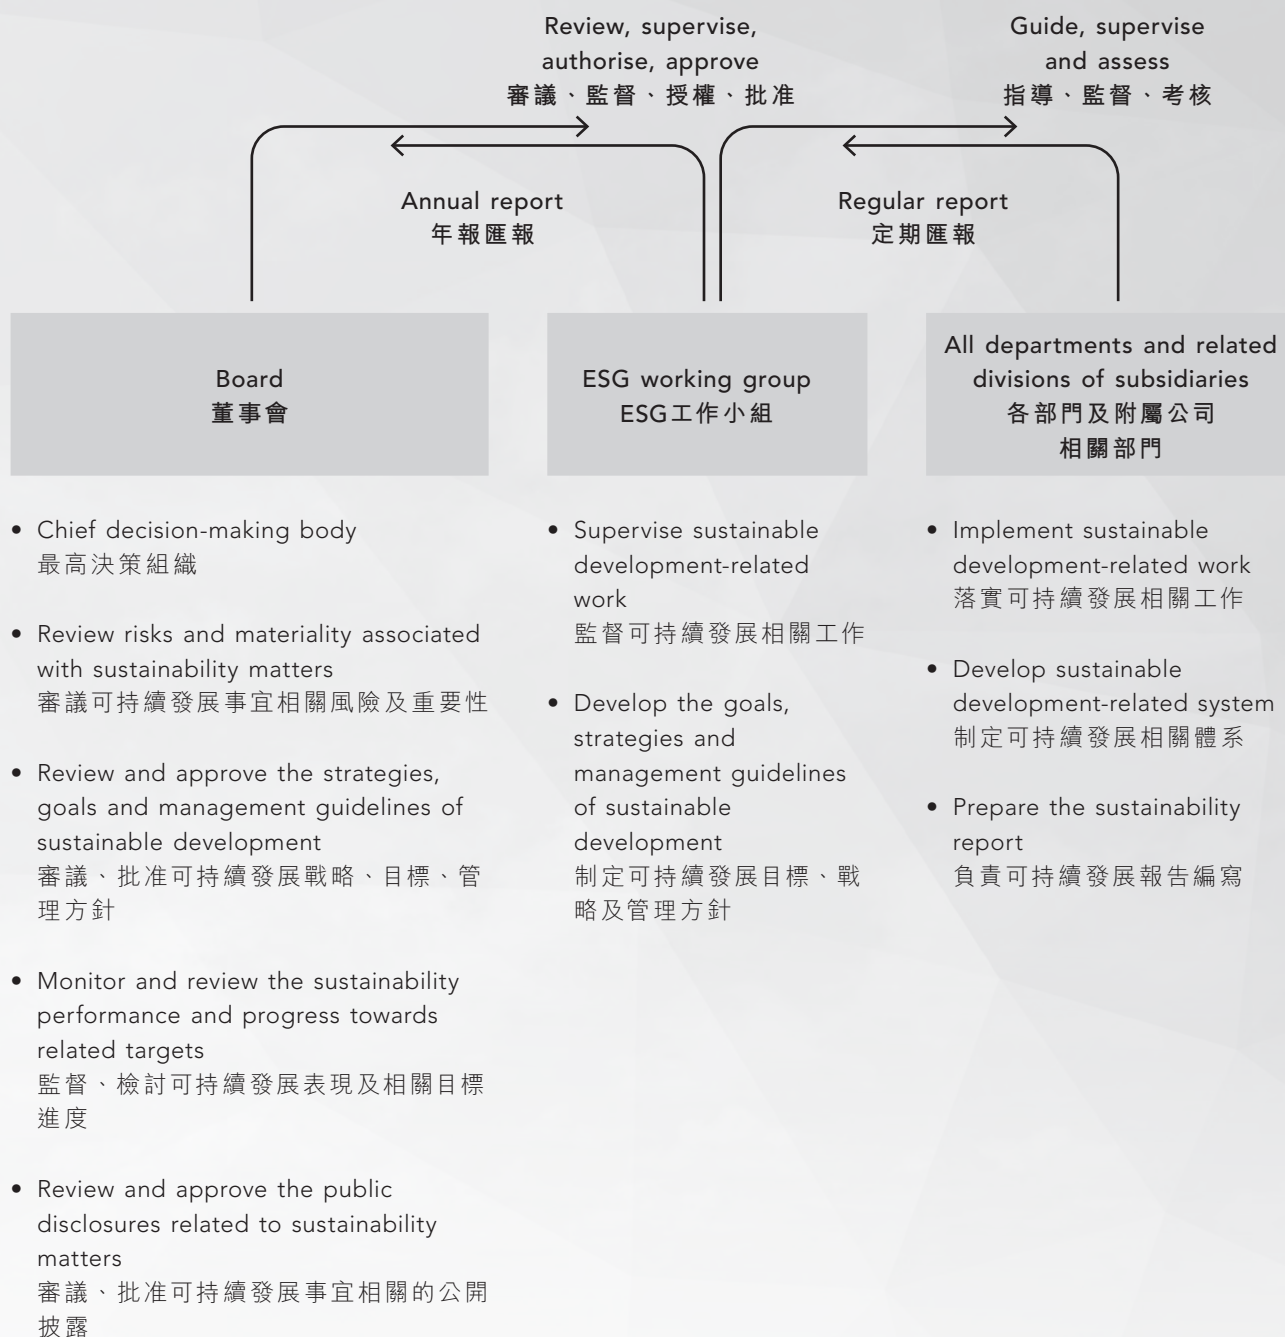 Review, supervise,
authorise, approve
審議、監督、授權、批准
Guide, supervise
and assess
指導、監督、考核
Annual report
年報匯報
Regular report
定期匯報
Board
董事會
ESG working group
ESG工作小組
All departments and related
divisions of subsidiaries
各部門及附屬公司
相關部門
• Chief decision-making body
最高決策組織
• Review risks and materiality associated
with sustainability matters
審議可持續發展事宜相關風險及重要性
• Review and approve the strategies,
goals and management guidelines of
sustainable development
審議、批准可持續發展戰略、目標、管
理方針
• Monitor and review the sustainability
performance and progress towards
related targets
監督、檢討可持續發展表現及相關目標
進度
• Review and approve the public
disclosures related to sustainability
matters
審議、批准可持續發展事宜相關的公開
披露
• Supervise sustainable
development-related
work
監督可持續發展相關工作
• Develop the goals,
strategies and
management guidelines
of sustainable
development
制定可持續發展目標、戰
略及管理方針
• Implement sustainable
development-related work
落實可持續發展相關工作
• Develop sustainable
development-related system
制定可持續發展相關體系
• Prepare the sustainability
report
負責可持續發展報告編寫